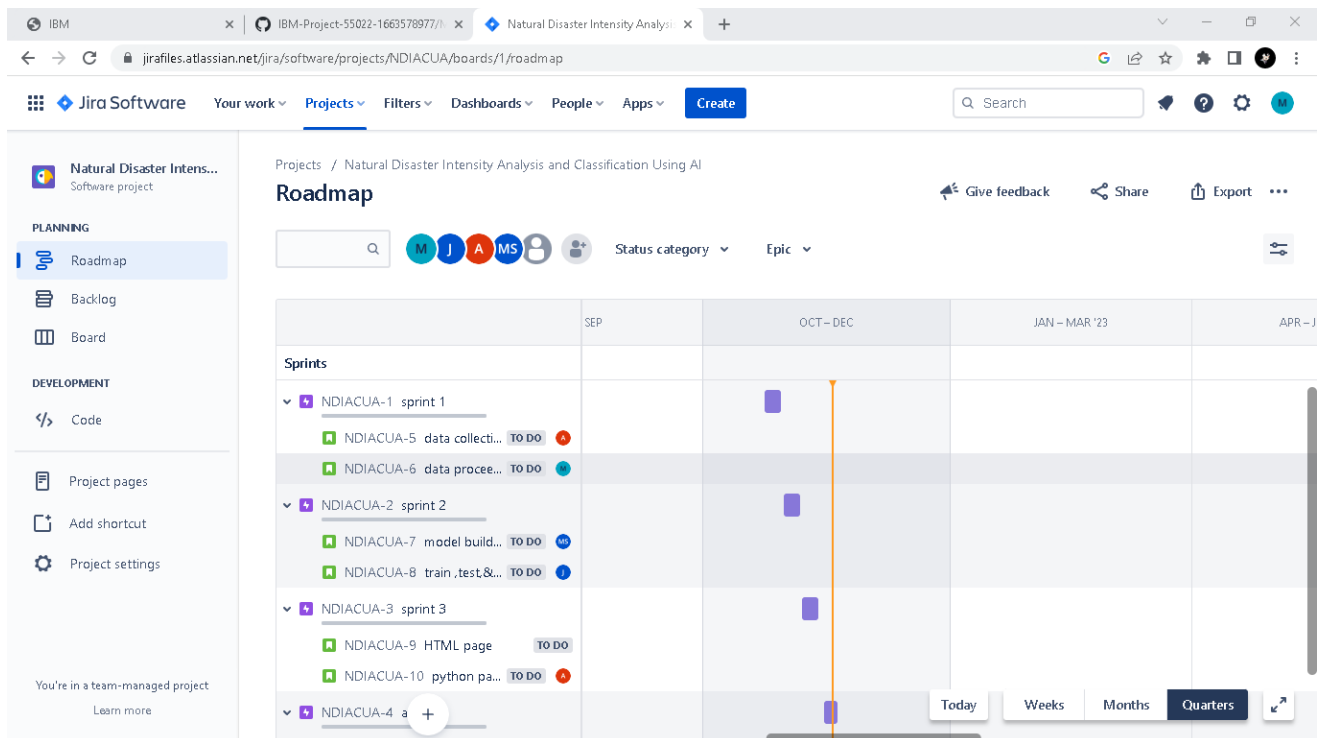 IBM
IBM-Project-55022-1663578977/
Natural Disaster Intensity Analysi
jirafiles.atlassian.net/jira/software/projects/NDIACUA/boards/1/roadmap
Jira Software
Your work
Projects
Filters
Dashboards
People
Apps
Create
Search
M
Natural Disaster Intens...
Software project
Projects / Natural Disaster Intensity Analysis and Classification Using AI
Roadmap
Give feedback
Share
Export
PLANNING
Roadmap
Backlog
Board
DEVELOPMENT
Code
Project pages
Add shortcut
Project settings
You're in a team-managed project
Learn more
M J A MS
Status category
Epic
SEP
OCT – DEC
JAN – MAR '23
APR – J
Sprints
NDIACUA-1 sprint 1
NDIACUA-5 data collecti... TO DO A
NDIACUA-6 data procee... TO DO M
NDIACUA-2 sprint 2
NDIACUA-7 model build... TO DO MS
NDIACUA-8 train ,test,&... TO DO J
NDIACUA-3 sprint 3
NDIACUA-9 HTML page TO DO
NDIACUA-10 python pa... TO DO A
NDIACUA-4
Today
Weeks
Months
Quarters